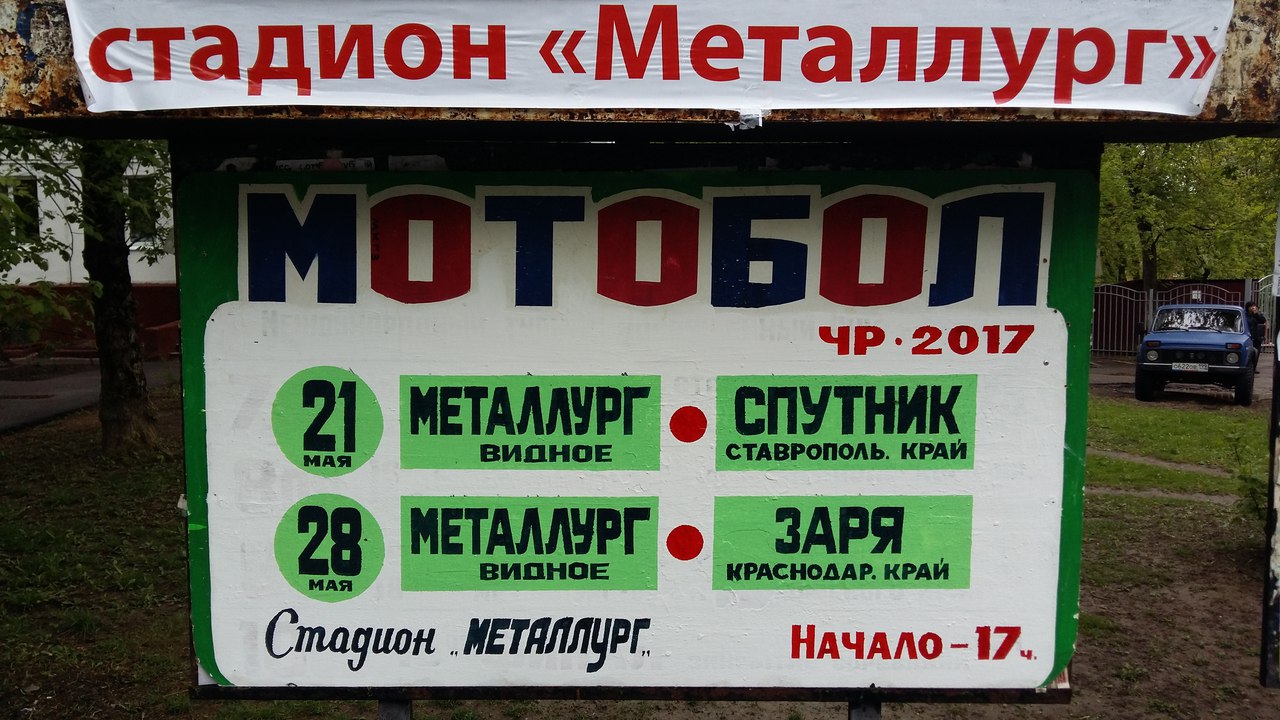 стадион «Металлург»
МОТОБОЛ
ЧР·2017
21 МЕТАЛЛУРГ • СПУТНИК
МАЯ ВИДНОЕ СТАВРОПОЛЬ. КРАЙ
28 МЕТАЛЛУРГ • ЗАРЯ
МАЯ ВИДНОЕ КРАСНОДАР. КРАЙ
Стадион „МЕТАЛЛУРГ„ НАЧАЛО – 17ч.